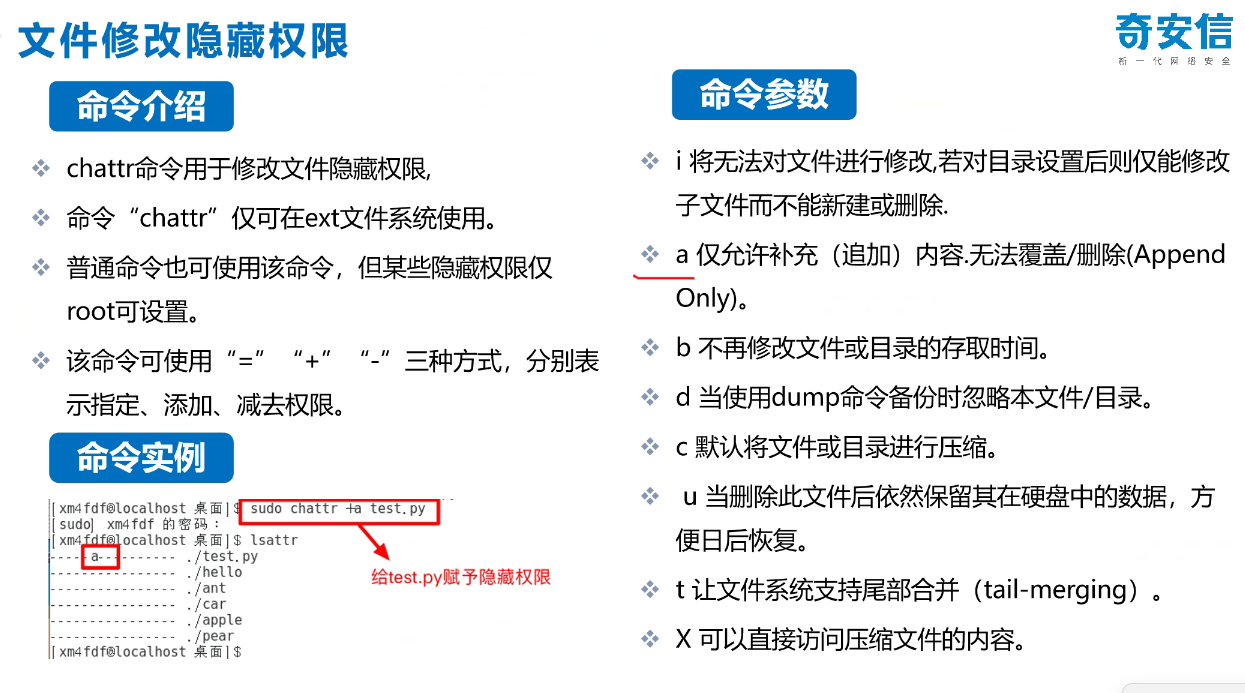 文件修改隐藏权限
奇安信
新一代网络安全
命令介绍
chattr命令用于修改文件隐藏权限,
命令“chattr”仅可在ext文件系统使用。
普通命令也可使用该命令，但某些隐藏权限仅
root可设置。
该命令可使用“=”“+”“-”三种方式，分别表
示指定、添加、减去权限。
命令实例
[xm4fdf@localhost 桌面]$ sudo chattr +a test.py
[sudo] xm4fdf 的密码：
[xm4fdf@localhost 桌面]$ lsattr
-----a---------- ./test.py
---------------- ./hello
---------------- ./ant
---------------- ./car
---------------- ./apple
---------------- ./pear
[xm4fdf@localhost 桌面]$
给test.py赋予隐藏权限
命令参数
i 将无法对文件进行修改,若对目录设置后则仅能修改
子文件而不能新建或删除.
a 仅允许补充（追加）内容.无法覆盖/删除(Append
Only)。
b 不再修改文件或目录的存取时间。
d 当使用dump命令备份时忽略本文件/目录。
c 默认将文件或目录进行压缩。
u 当删除此文件后依然保留其在硬盘中的数据，方
便日后恢复。
t 让文件系统支持尾部合并（tail-merging）。
X 可以直接访问压缩文件的内容。